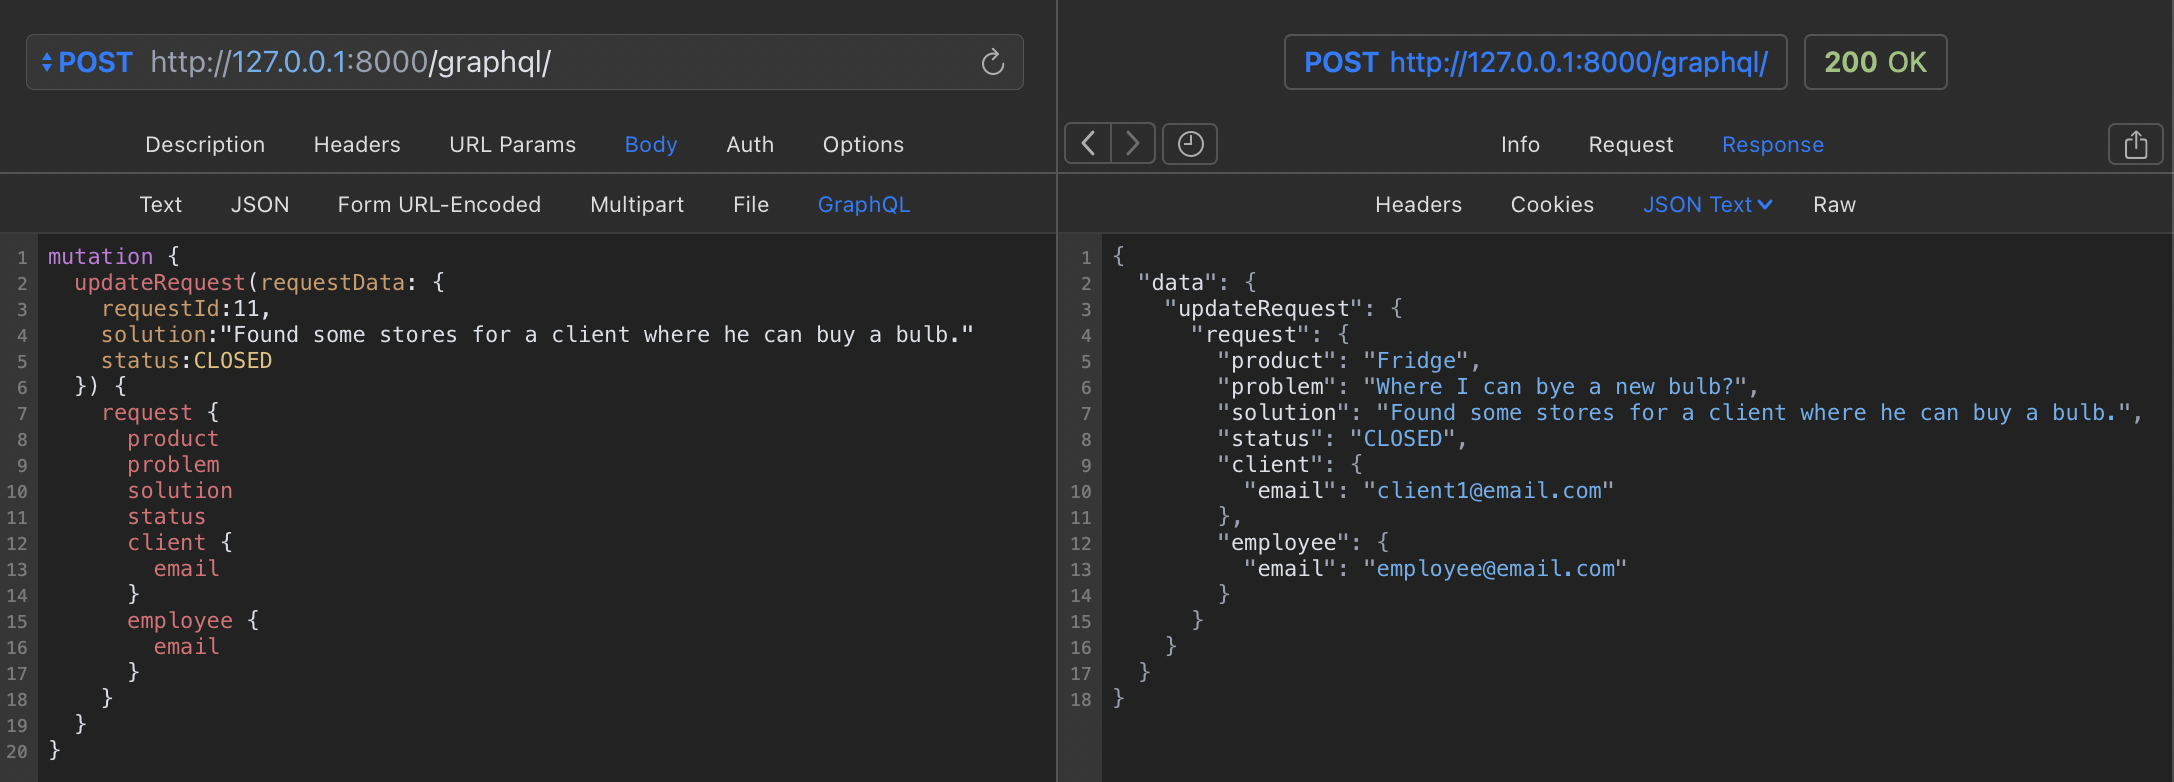 POST http://127.0.0.1:8000/graphql/
Description Headers URL Params Body Auth Options
Text JSON Form URL-Encoded Multipart File GraphQL
1 mutation {
2   updateRequest(requestData: {
3     requestId:11,
4     solution:"Found some stores for a client where he can buy a bulb."
5     status:CLOSED
6   }) {
7     request {
8       product
9       problem
10       solution
11       status
12       client {
13         email
14       }
15       employee {
16         email
17       }
18     }
19   }
20 }
POST http://127.0.0.1:8000/graphql/ 200 OK
Info Request Response
Headers Cookies JSON Text Raw
1 {
2   "data": {
3     "updateRequest": {
4       "request": {
5         "product": "Fridge",
6         "problem": "Where I can bye a new bulb?",
7         "solution": "Found some stores for a client where he can buy a bulb.",
8         "status": "CLOSED",
9         "client": {
10           "email": "client1@email.com"
11         },
12         "employee": {
13           "email": "employee@email.com"
14         }
15       }
16     }
17   }
18 }